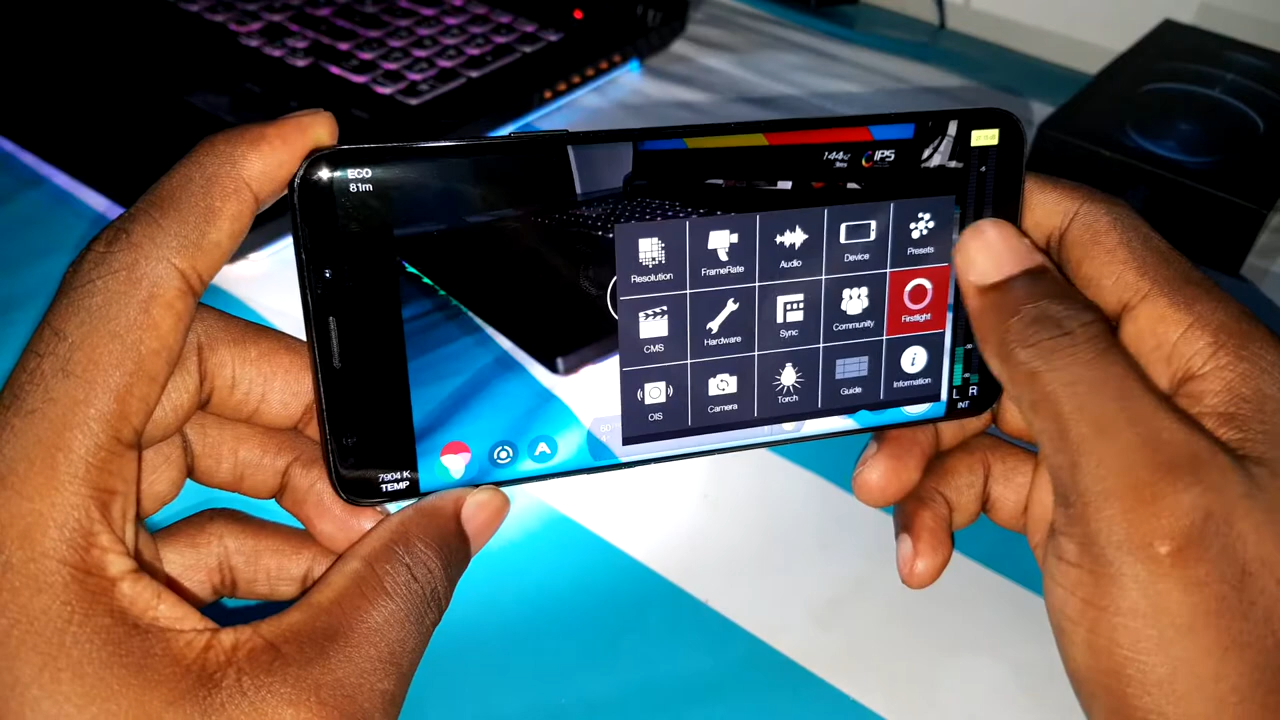 ECO
81m
144Hz
IPS
Resolution
FrameRate
Audio
Device
Presets
CMS
Hardware
Sync
Community
Firstlight
OIS
Camera
Torch
Guide
Information
A
7904 K
TEMP
L R
INT